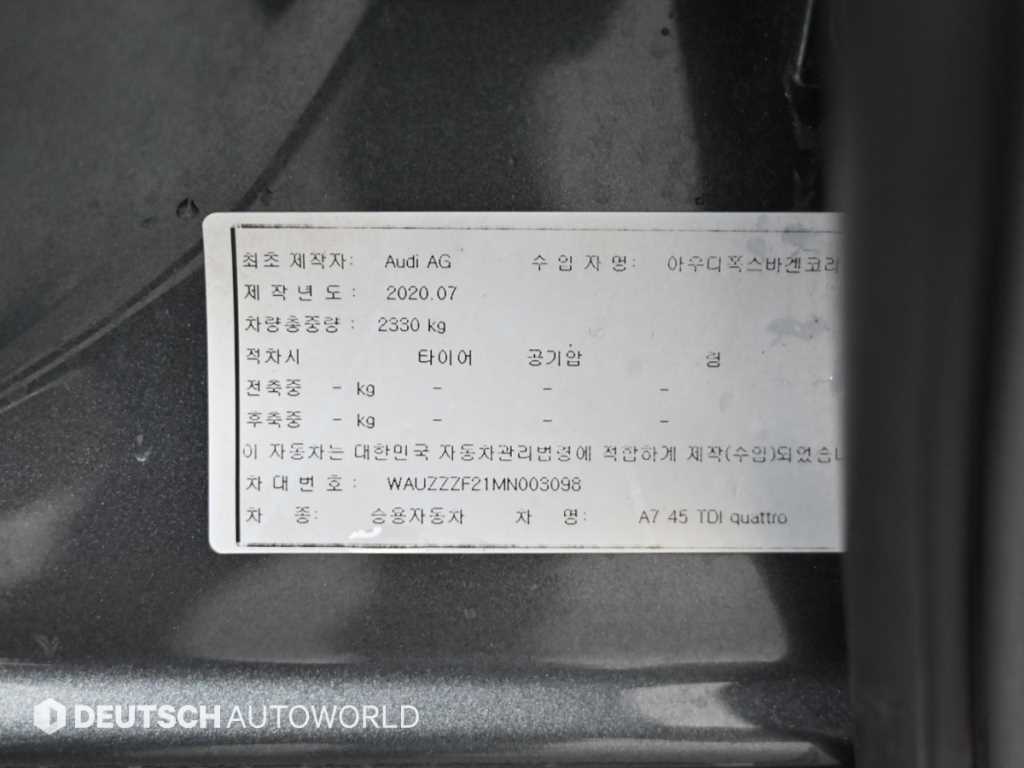 최초 제작자: Audi AG 수 입 자 명: 아우디폭스바겐코리
제 작 년 도 : 2020.07
차량총중량 : 2330 kg
적차시 타이어 공기압 림
전축중 - kg - - -
후축중 - kg - - -
이 자동차는 대한민국 자동차관리법령에 적합하게 제작(수입)되었습니
차 대 번 호 : WAUZZZF21MN003098
차 종: 승용자동차 차 명: A7 45 TDI quattro
DEUTSCH AUTOWORLD